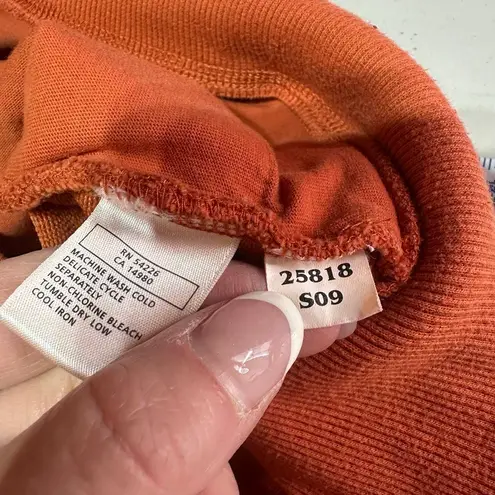 RN 54226
CA 14980
MACHINE WASH COLD
DELICATE CYCLE
SEPARATELY
NON-CHLORINE BLEACH
TUMBLE DRY LOW
COOL IRON
25818
S09